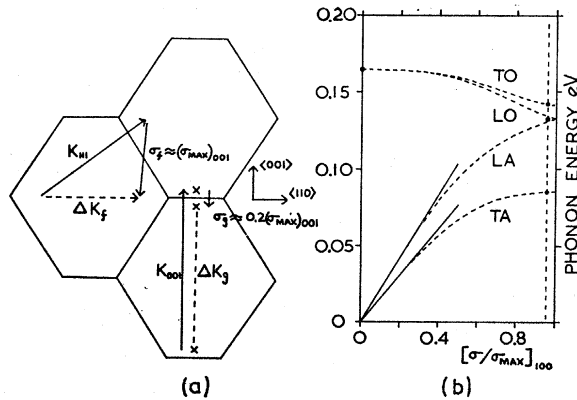 K₁₁₁
σf≈(σMAX)₀₀₁
ΔKf
⟨001⟩
⟨110⟩
σg≈0.2(σMAX)₀₀₁
K₀₀₁
ΔKg
(a)
0.20
0.15
0.10
0.05
0
TO
LO
LA
TA
PHONON ENERGY eV
0 0.4 0.8
[σ/σMAX]₁₀₀
(b)